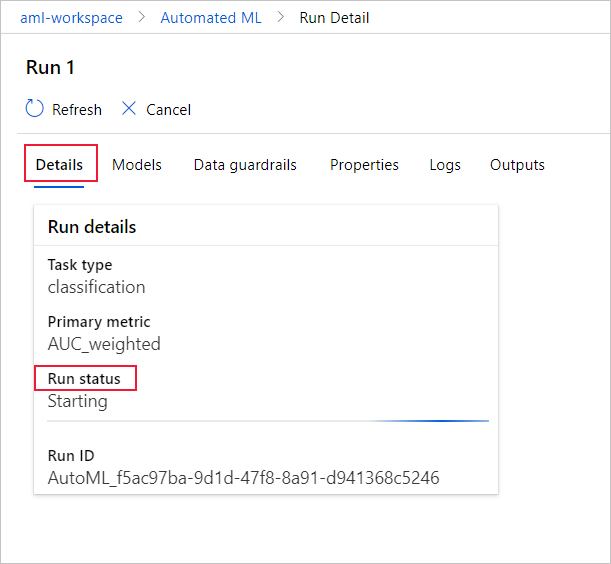 aml-workspace > Automated ML > Run Detail
Run 1
Refresh Cancel
Details Models Data guardrails Properties Logs Outputs
Run details
Task type
classification
Primary metric
AUC_weighted
Run status
Starting
Run ID
AutoML_f5ac97ba-9d1d-47f8-8a91-d941368c5246